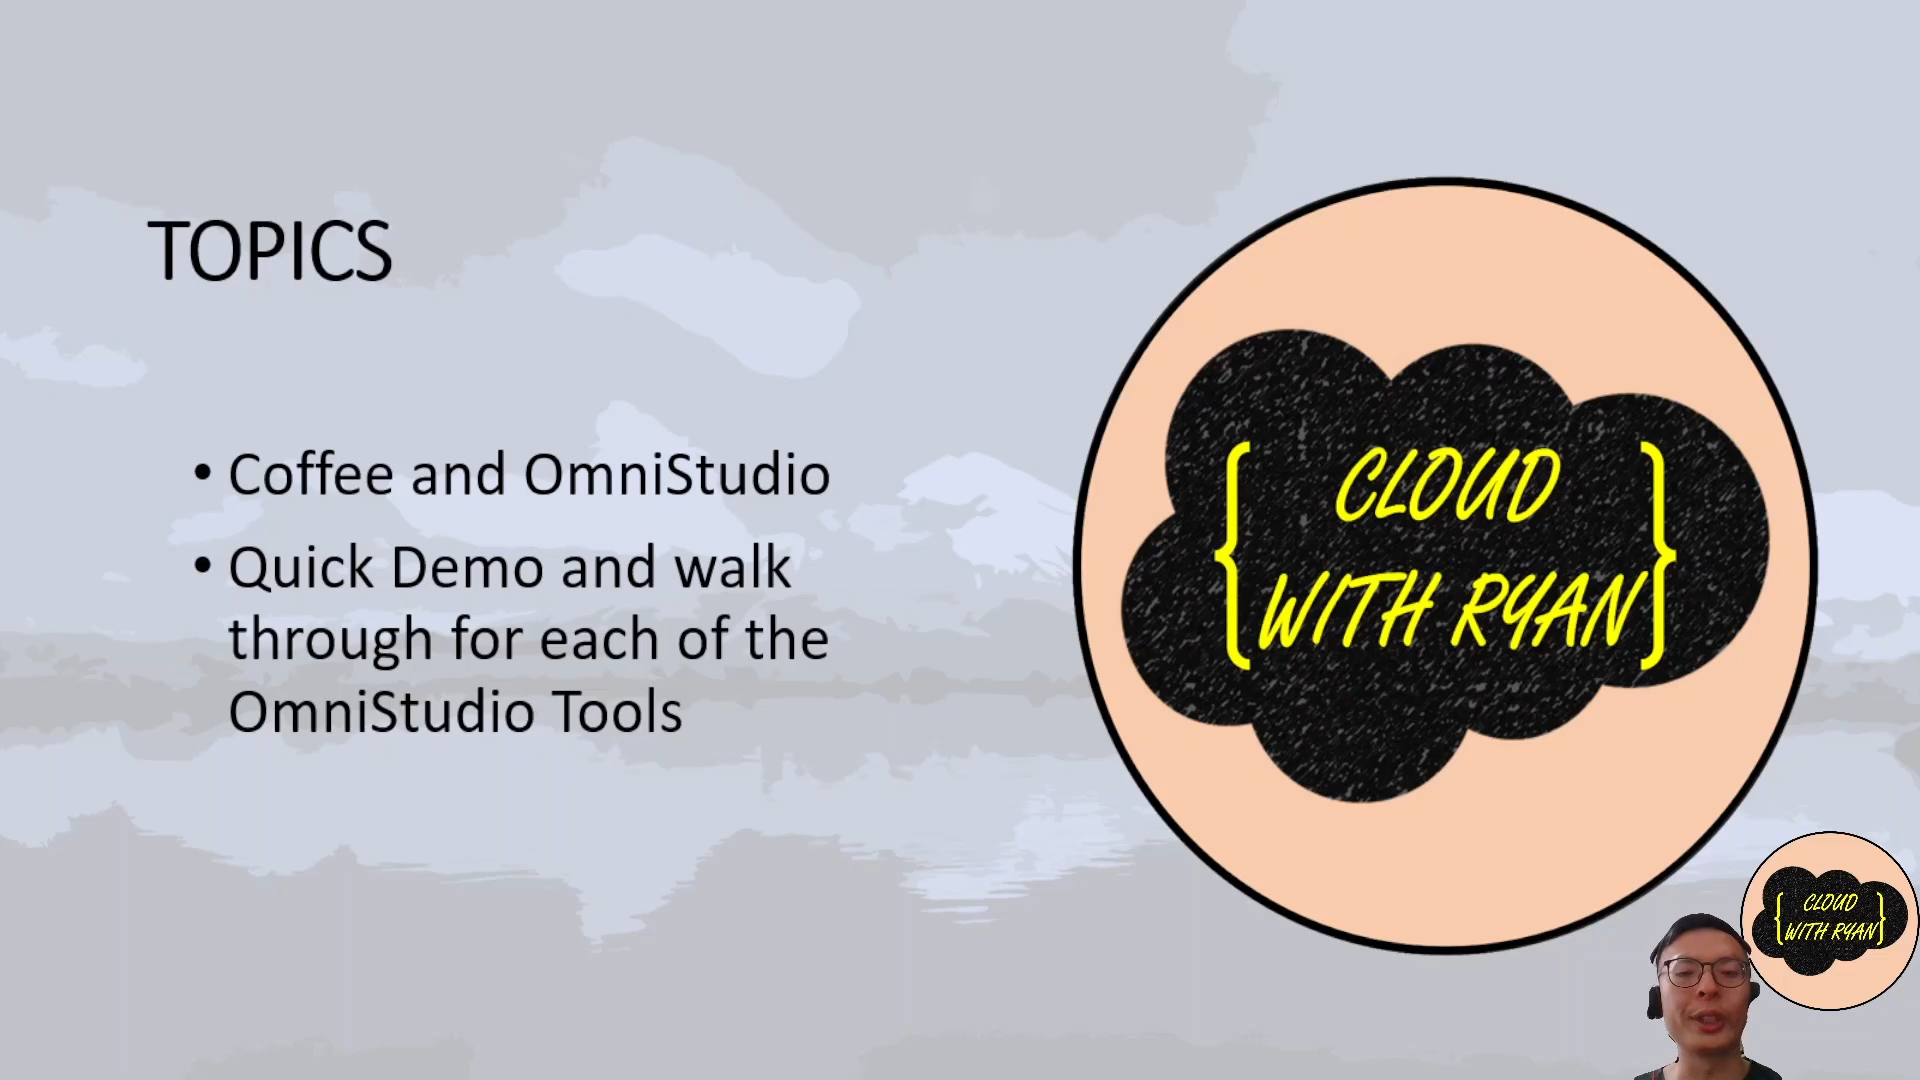 TOPICS
• Coffee and OmniStudio
• Quick Demo and walk
through for each of the
OmniStudio Tools
{ CLOUD
WITH RYAN }
{ CLOUD
WITH RYAN }